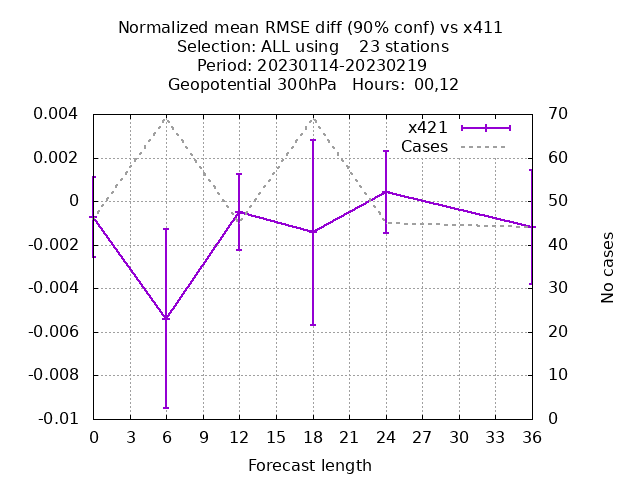 Normalized mean RMSE diff (90% conf) vs x411
Selection: ALL using    23 stations
Period: 20230114-20230219
Geopotential 300hPa   Hours: 00,12
0.004
0.002
0
-0.002
-0.004
-0.006
-0.008
-0.01
x421
Cases
70
60
50
40
30
20
10
0
No cases
0 3 6 9 12 15 18 21 24 27 30 33 36
Forecast length